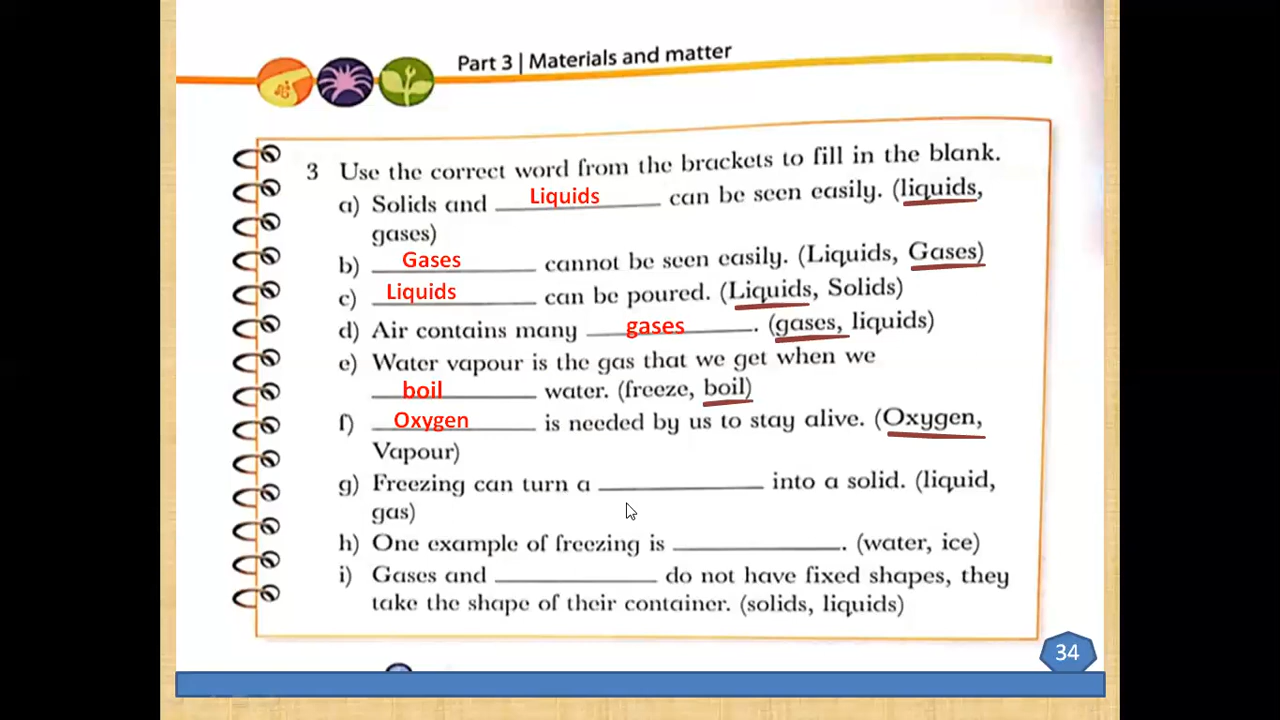 Part 3 | Materials and matter
3 Use the correct word from the brackets to fill in the blank.
a) Solids and Liquids can be seen easily. (liquids,
gases)
b) Gases cannot be seen easily. (Liquids, Gases)
c) Liquids can be poured. (Liquids, Solids)
d) Air contains many gases. (gases, liquids)
e) Water vapour is the gas that we get when we
boil water. (freeze, boil)
f) Oxygen is needed by us to stay alive. (Oxygen,
Vapour)
g) Freezing can turn a ____________ into a solid. (liquid,
gas)
h) One example of freezing is ____________. (water, ice)
i) Gases and ____________ do not have fixed shapes, they
take the shape of their container. (solids, liquids)
34